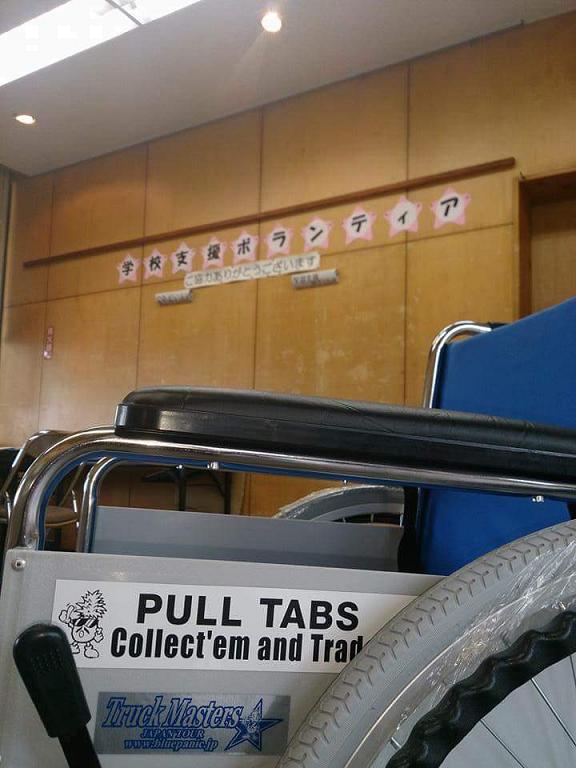 学校支援ボランティア
ご協力ありがとうございます
PULL TABS
Collect'em and Trad
Truck Masters
JAPAN TOUR
www.bluepanic.jp